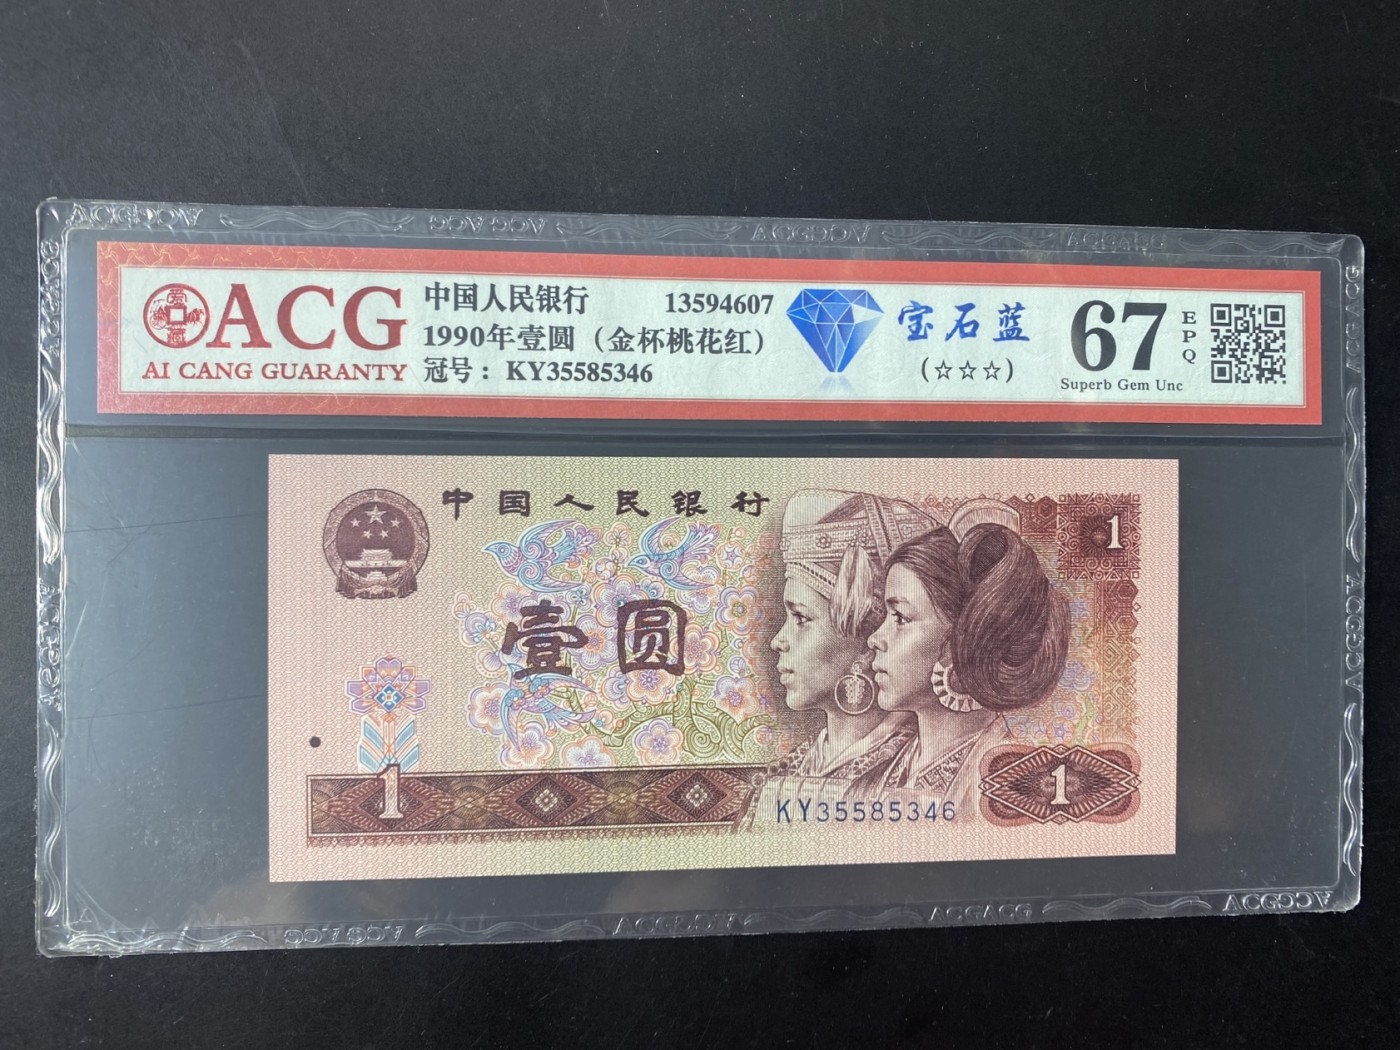 ACG
AI CANG GUARANTY
中国人民银行 13594607
1990年壹圆（金杯桃花红）
冠号：KY35585346
宝石蓝
(☆☆☆)
67
EPQ
Superb Gem Unc
中国人民银行
1
壹圆
1
1
KY35585346